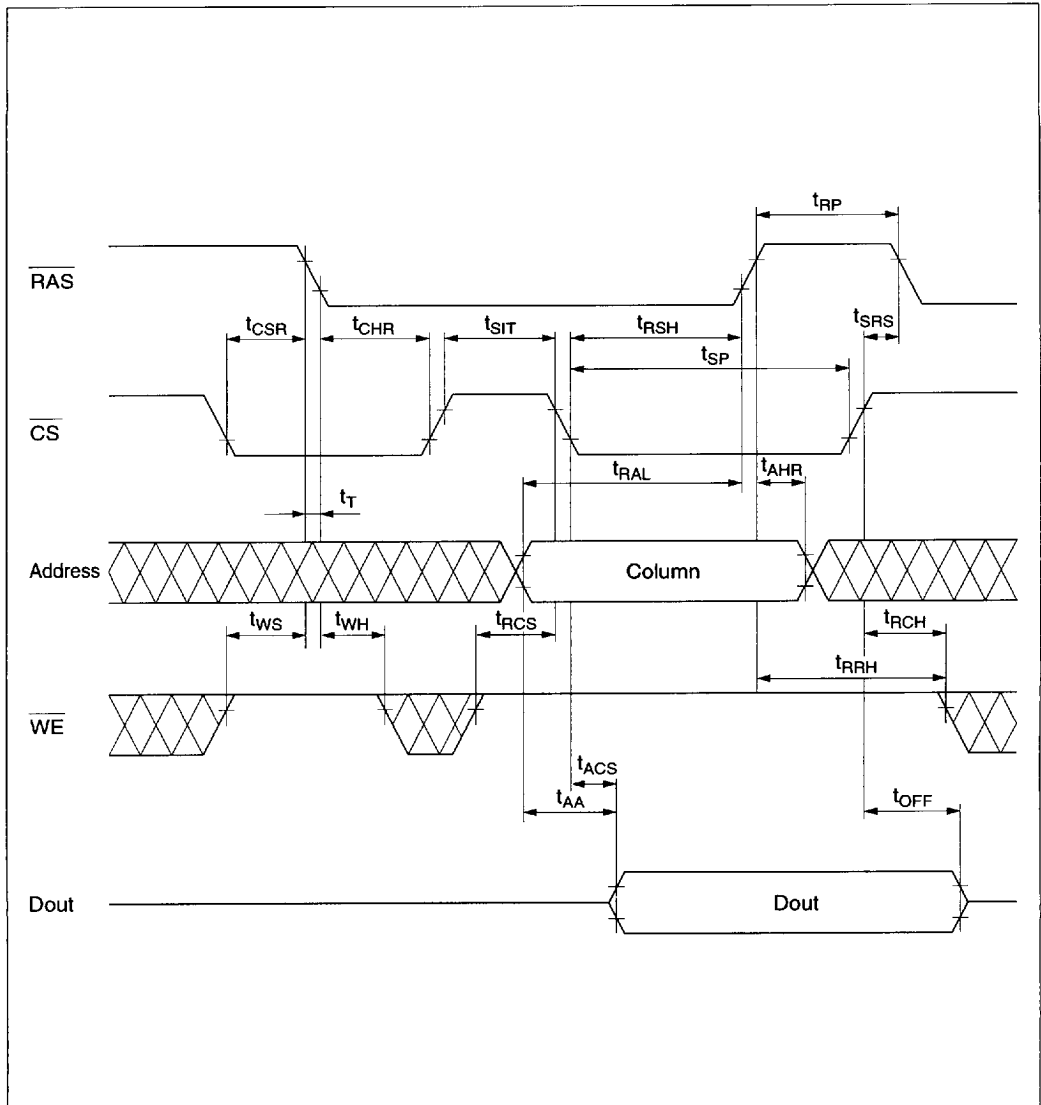 tRP
RAS
tCSR
tCHR
tSIT
tRSH
tSRS
tSP
CS
tRAL
tAHR
tT
Address
Column
tWS
tWH
tRCS
tRCH
tRRH
WE
tACS
tAA
tOFF
Dout
Dout